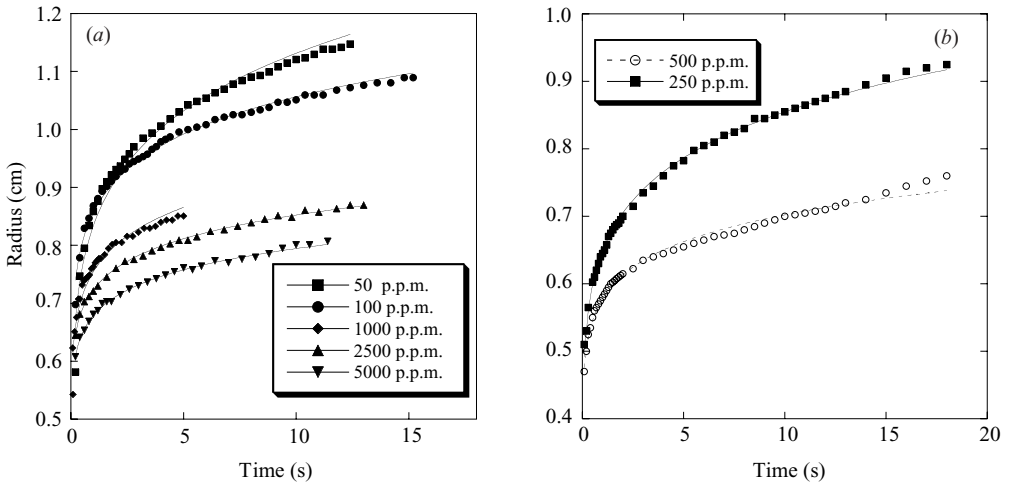 (a)
Radius (cm)
1.2
1.1
1.0
0.9
0.8
0.7
0.6
0.5
50 p.p.m.
100 p.p.m.
1000 p.p.m.
2500 p.p.m.
5000 p.p.m.
0 5 10 15
Time (s)
(b)
1.0
0.9
0.8
0.7
0.6
0.5
0.4
500 p.p.m.
250 p.p.m.
0 5 10 15 20
Time (s)